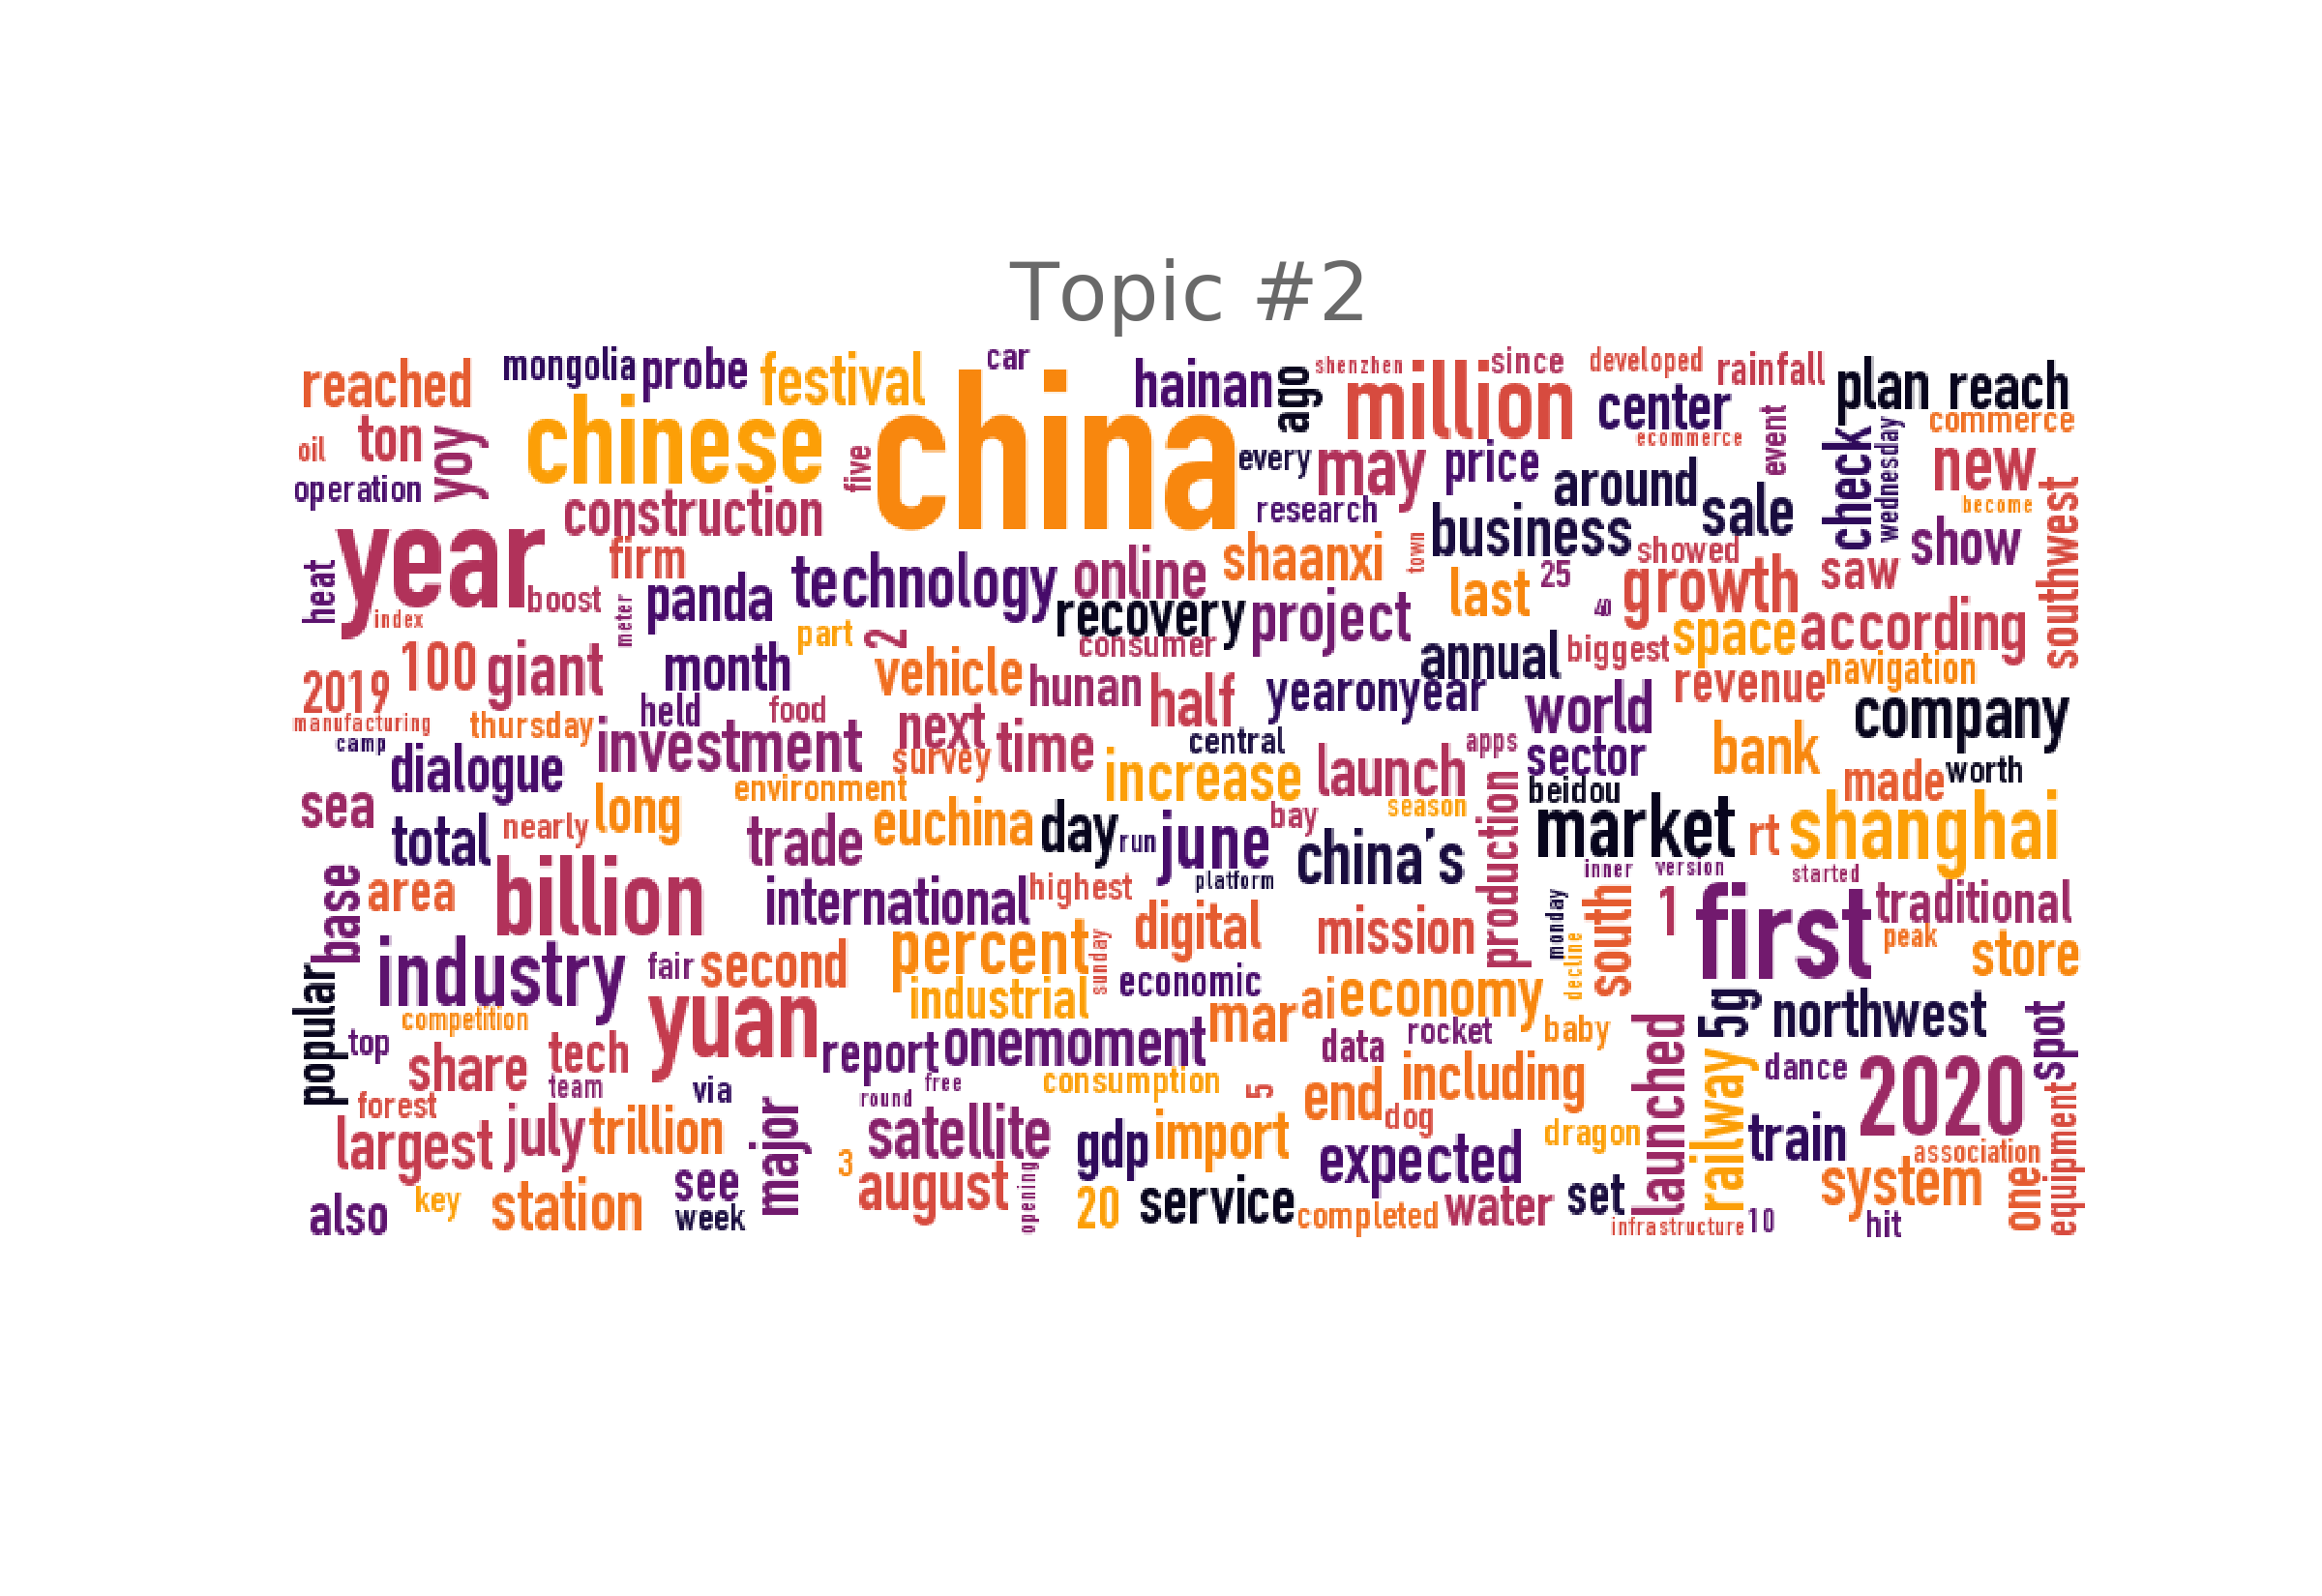 Topic #2
reached
mongolia
probe
festival
car
hainan
ago
shenzhen
million
since
developed
rainfall
plan
reach
oil
ton
yoy
chinese
five
china
every
may
price
center
ecommerce
event
check
wednesday
commerce
new
operation
construction
research
around
sale
become
southwest
year
firm
technology
online
shaanxi
business
town
showed
show
heat
boost
index
meter
panda
recovery
project
last
25
40
growth
saw
100
giant
month
part
2
vehicle
consumer
annual
biggest
space
according
2019
manufacturing
thursday
held
food
next
hunan
half
yearonyear
world
revenue
navigation
camp
dialogue
investment
survey
time
central
launch
apps
sector
bank
company
sea
long
environment
increase
season
production
beidou
made
worth
total
nearly
trade
euchina
day
run
june
bay
china's
market
rt
shanghai
base
area
billion
international
highest
platform
inner
version
started
popular
industry
fair
second
percent
sunday
digital
mission
monday
decline
south
1
first
traditional
peak
store
competition
yuan
industrial
economic
mar
ai
economy
5g
northwest
spot
top
share
tech
team
via
report
onemoment
free
data
rocket
baby
launched
railway
dance
2020
forest
round
consumption
5
end
including
dog
largest
july
trillion
major
3
satellite
gdp
import
expected
dragon
train
association
equipment
also
key
station
see
week
august
opening
20
service
completed
water
set
infrastructure
10
system
hit
one